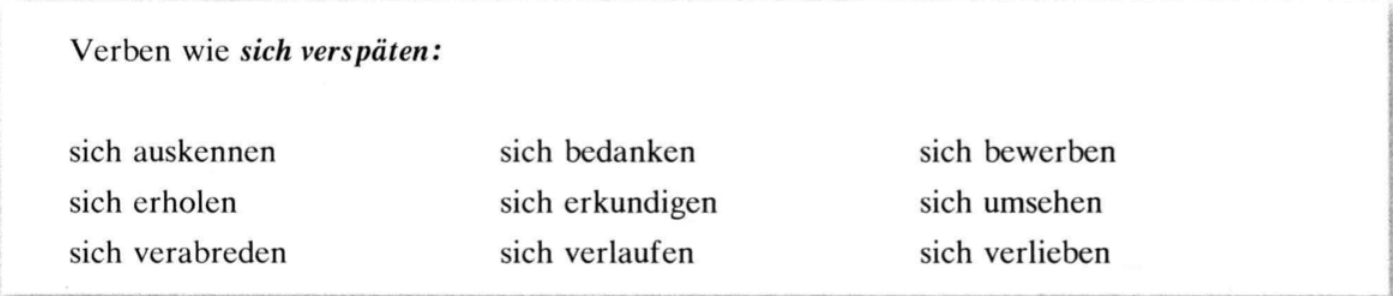 Verben wie sich verspäten:
sich auskennen sich bedanken sich bewerben
sich erholen sich erkundigen sich umsehen
sich verabreden sich verlaufen sich verlieben